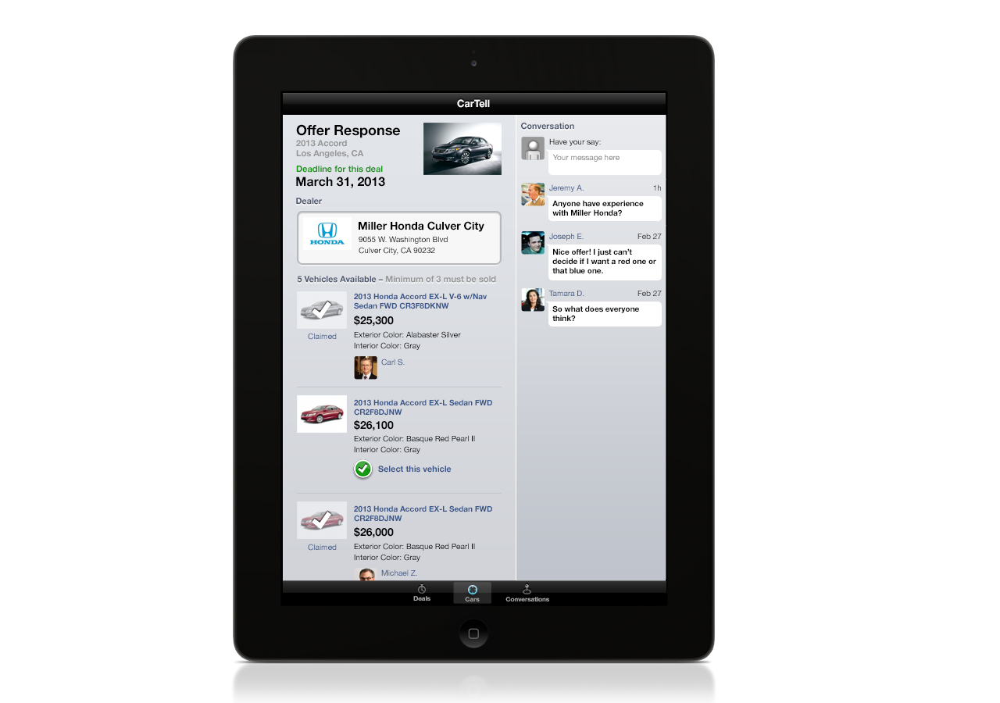 CarTell
Offer Response
2013 Accord
Los Angeles, CA
Deadline for this deal
March 31, 2013
Dealer
HONDA
Miller Honda Culver City
9055 W. Washington Blvd
Culver City, CA 90232
5 Vehicles Available – Minimum of 3 must be sold
2013 Honda Accord EX-L V-6 w/Nav
Sedan FWD CR3F8DKNW
$25,300
Claimed
Exterior Color: Alabaster Silver
Interior Color: Gray
Carl S.
2013 Honda Accord EX-L Sedan FWD
CR2F8DJNW
$26,100
Exterior Color: Basque Red Pearl II
Interior Color: Gray
Select this vehicle
2013 Honda Accord EX-L Sedan FWD
CR2F8DJNW
$26,000
Claimed
Exterior Color: Basque Red Pearl II
Interior Color: Gray
Michael Z.
Conversation
Have your say:
Your message here
Jeremy A. 1h
Anyone have experience
with Miller Honda?
Joseph E. Feb 27
Nice offer! I just can't
decide if I want a red one or
that blue one.
Tamara D. Feb 27
So what does everyone
think?
Deals
Cars
Conversations